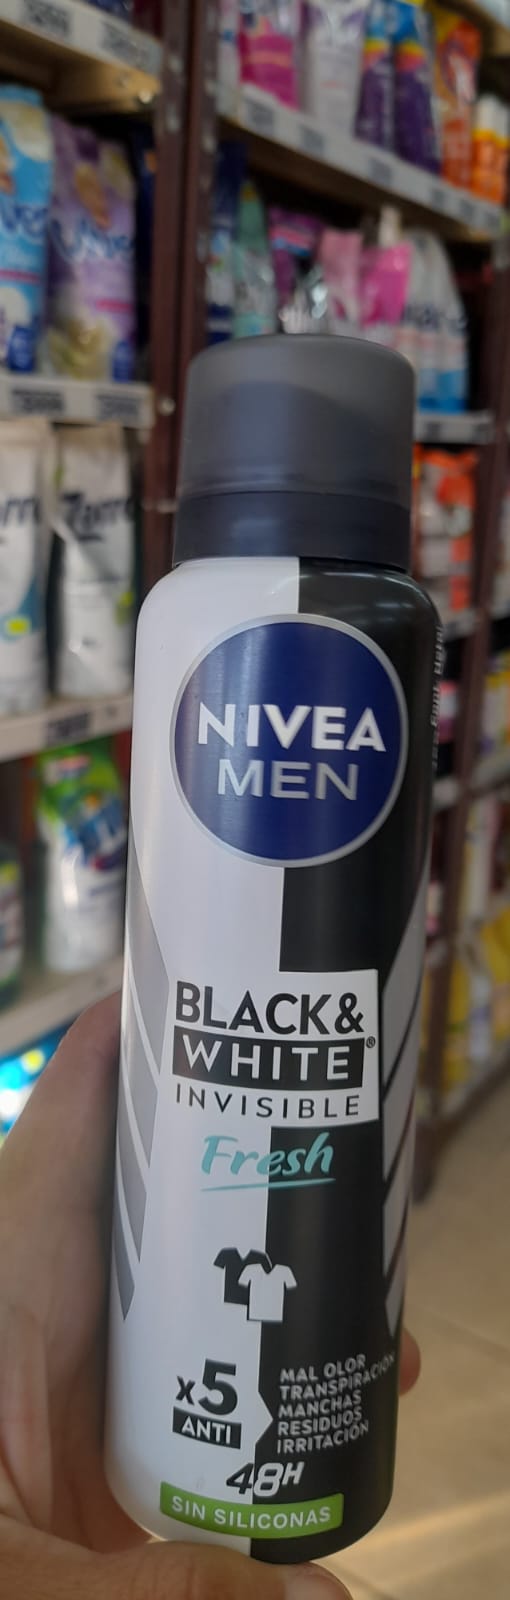 NIVEA
MEN
BLACK&
WHITE®
INVISIBLE
Fresh
x5
ANTI
MAL OLOR
TRANSPIRACIÓN
MANCHAS
RESIDUOS
IRRITACIÓN
48H
SIN SILICONAS